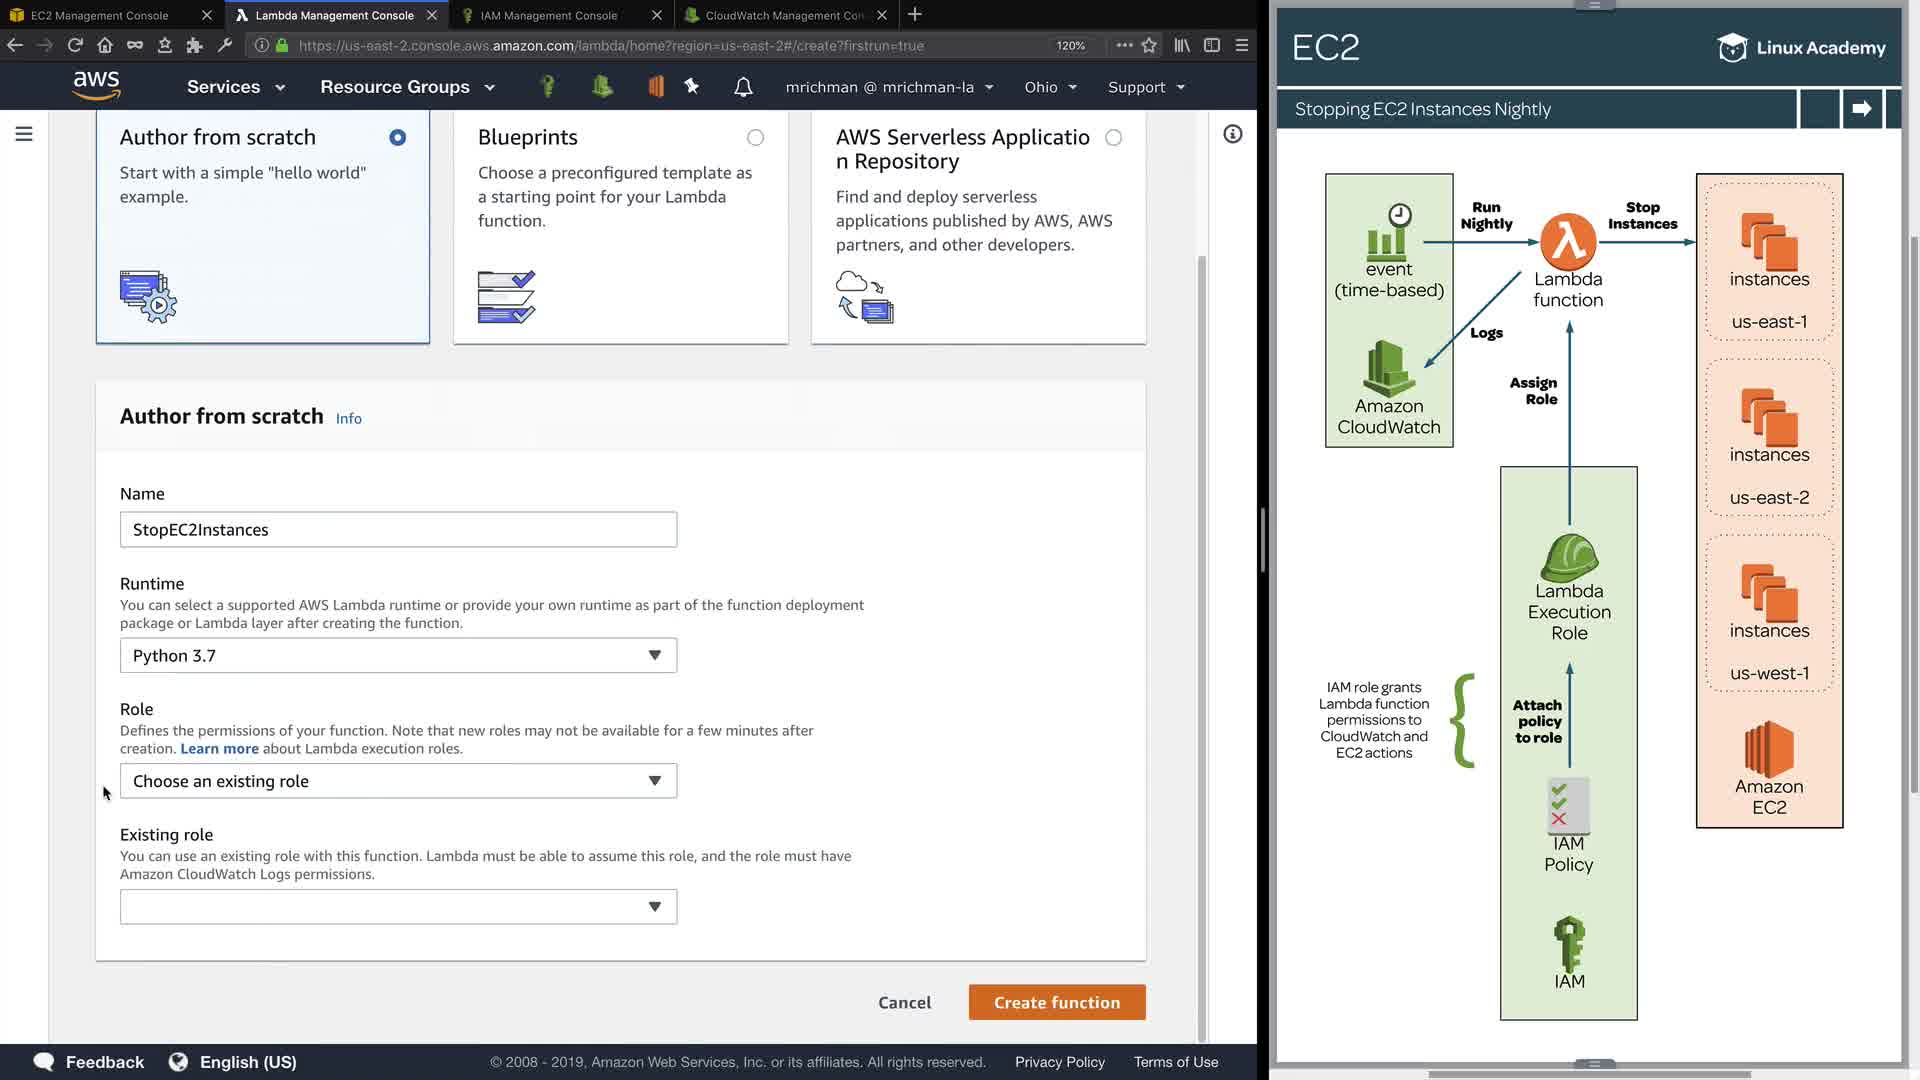 EC2 Management Console
Lambda Management Console
IAM Management Console
CloudWatch Management Con
https://us-east-2.console.aws.amazon.com/lambda/home?region=us-east-2#/create?firstrun=true
120%
aws
Services
Resource Groups
mrichman @ mrichman-la
Ohio
Support
Author from scratch
Start with a simple "hello world"
example.
Blueprints
Choose a preconfigured template as
a starting point for your Lambda
function.
AWS Serverless Applicatio
n Repository
Find and deploy serverless
applications published by AWS, AWS
partners, and other developers.
Author from scratch Info
Name
StopEC2Instances
Runtime
You can select a supported AWS Lambda runtime or provide your own runtime as part of the function deployment
package or Lambda layer after creating the function.
Python 3.7
Role
Defines the permissions of your function. Note that new roles may not be available for a few minutes after
creation. Learn more about Lambda execution roles.
Choose an existing role
Existing role
You can use an existing role with this function. Lambda must be able to assume this role, and the role must have
Amazon CloudWatch Logs permissions.
Cancel
Create function
Feedback
English (US)
© 2008 - 2019, Amazon Web Services, Inc. or its affiliates. All rights reserved.
Privacy Policy
Terms of Use
EC2
Linux Academy
Stopping EC2 Instances Nightly
event
(time-based)
Run
Nightly
Lambda
function
Stop
Instances
instances
us-east-1
Logs
Amazon
CloudWatch
Assign
Role
instances
us-east-2
Lambda
Execution
Role
instances
us-west-1
IAM role grants
Lambda function
permissions to
CloudWatch and
EC2 actions
Attach
policy
to role
Amazon
EC2
IAM
Policy
IAM